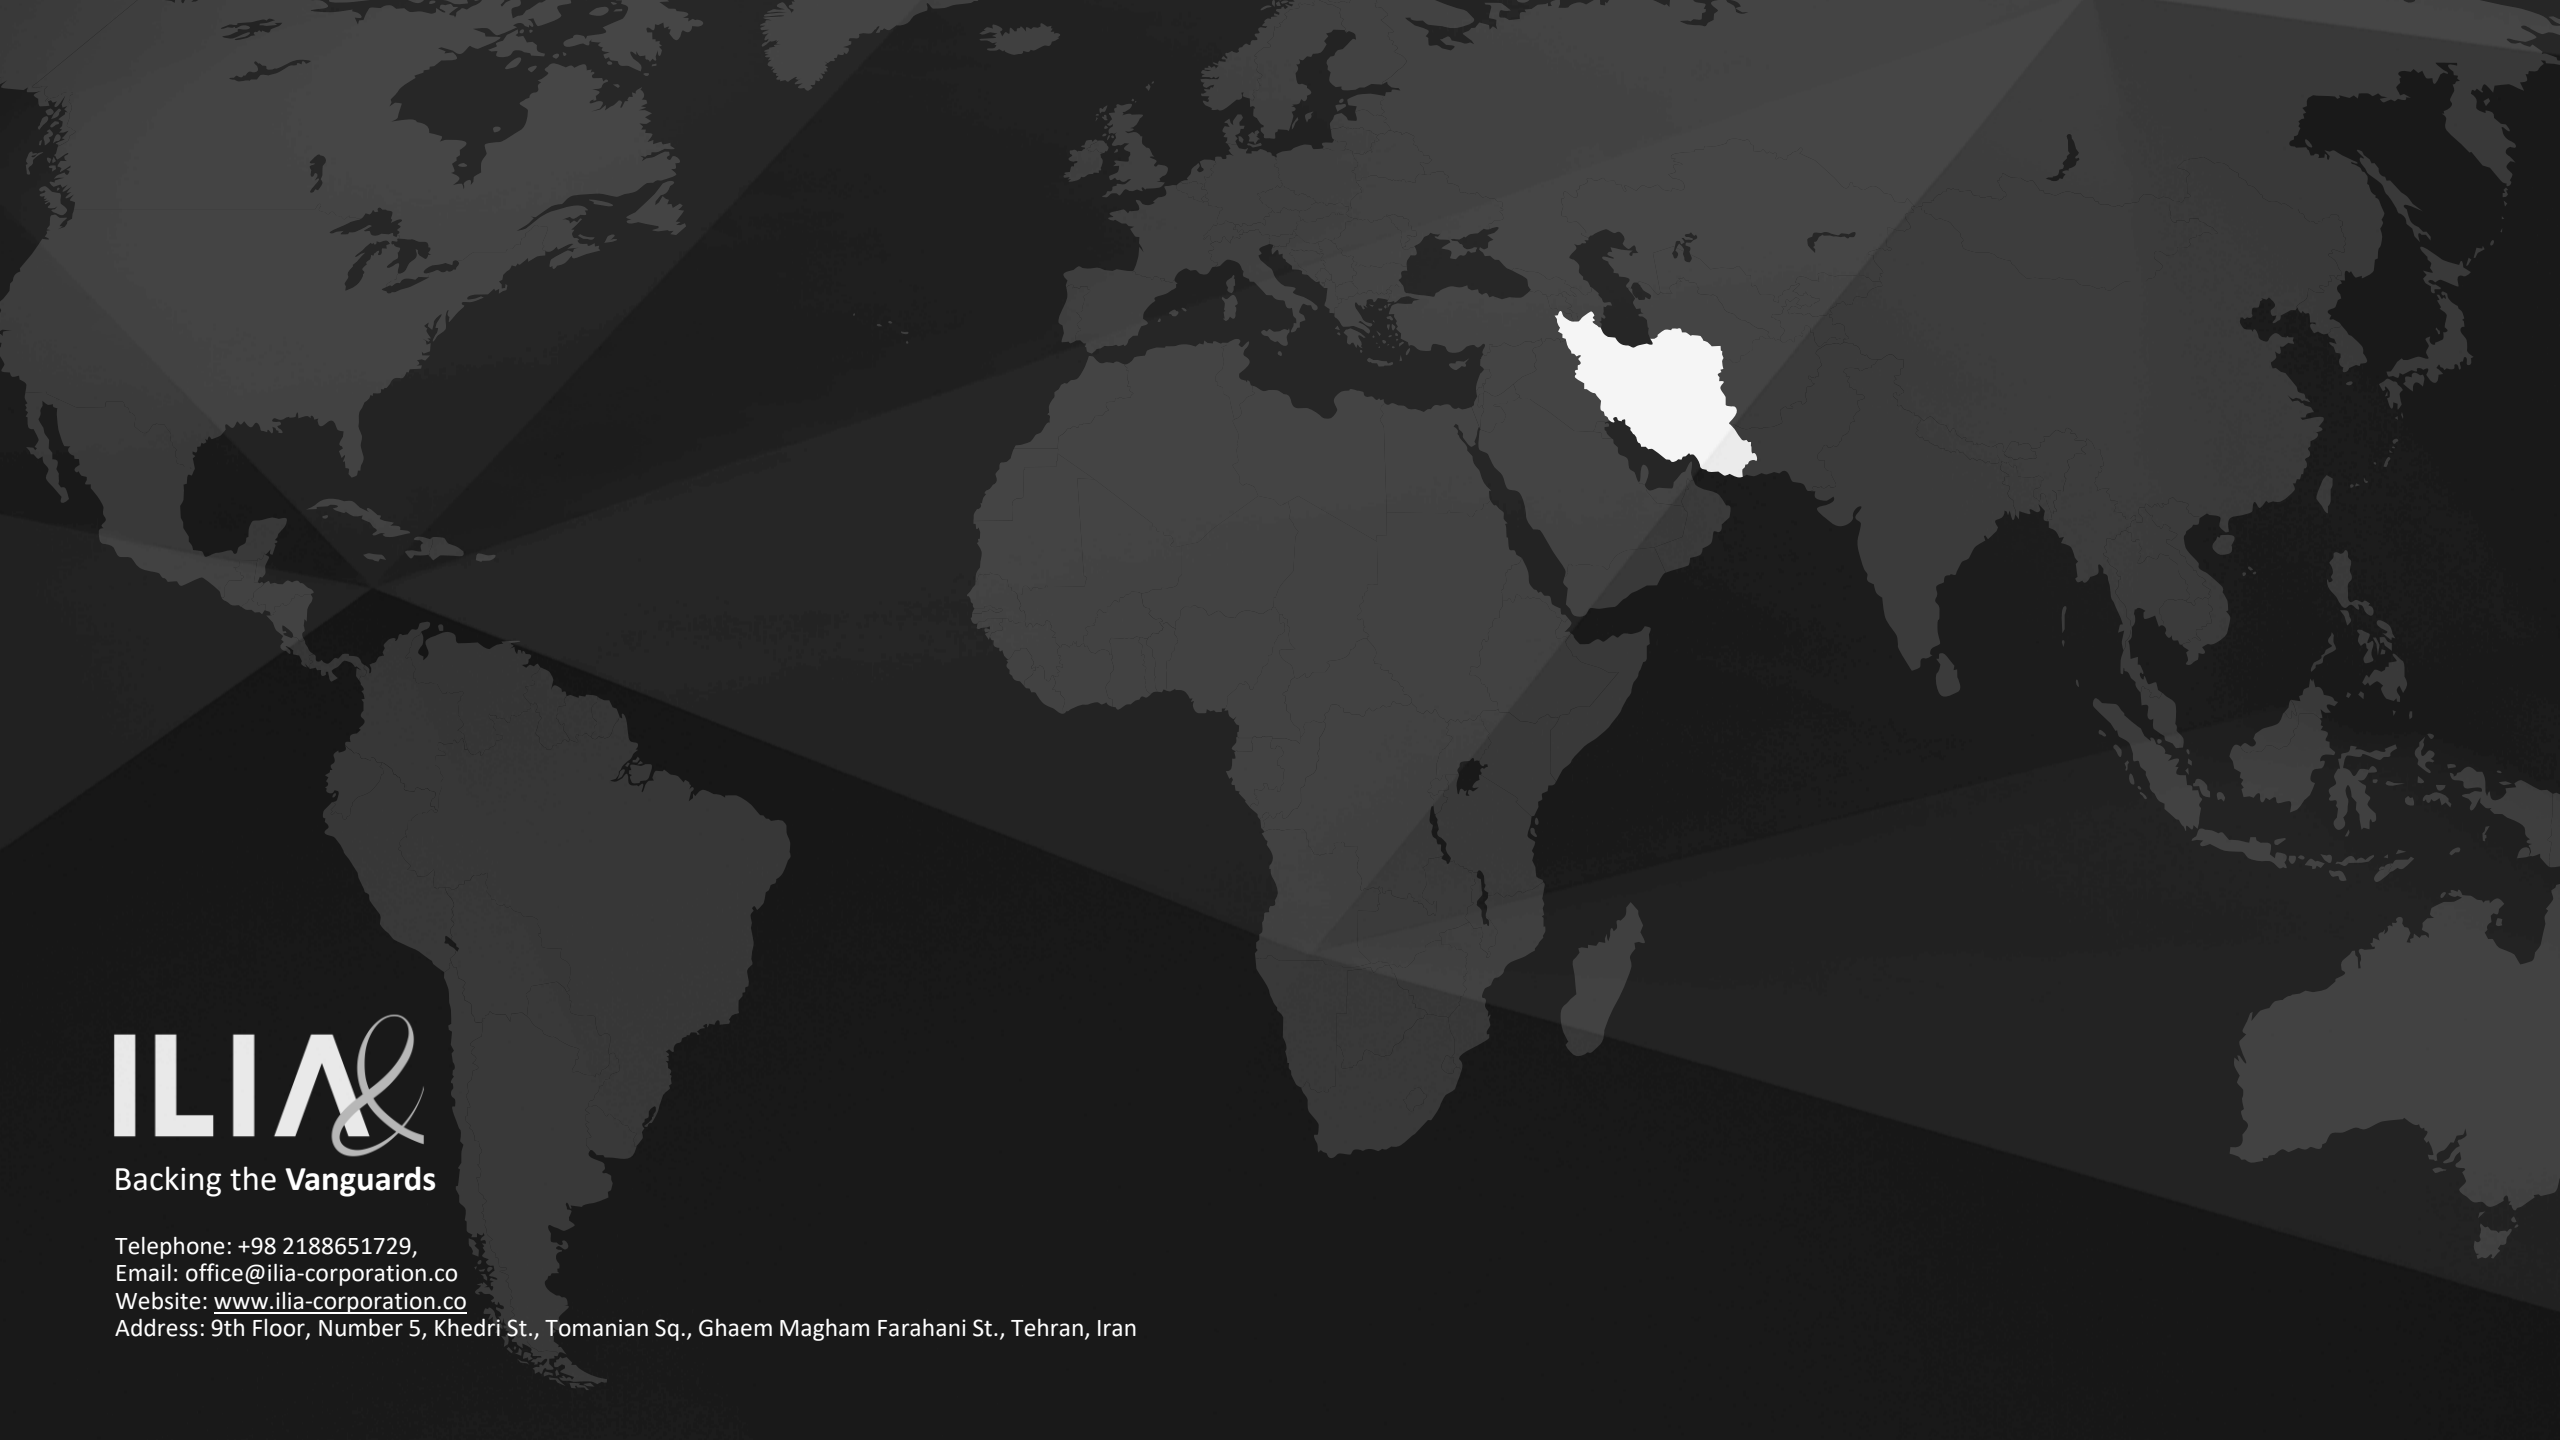 ILIA&
Backing the Vanguards
Telephone: +98 2188651729,
Email: office@ilia-corporation.co
Website: www.ilia-corporation.co
Address: 9th Floor, Number 5, Khedri St., Tomanian Sq., Ghaem Magham Farahani St., Tehran, Iran